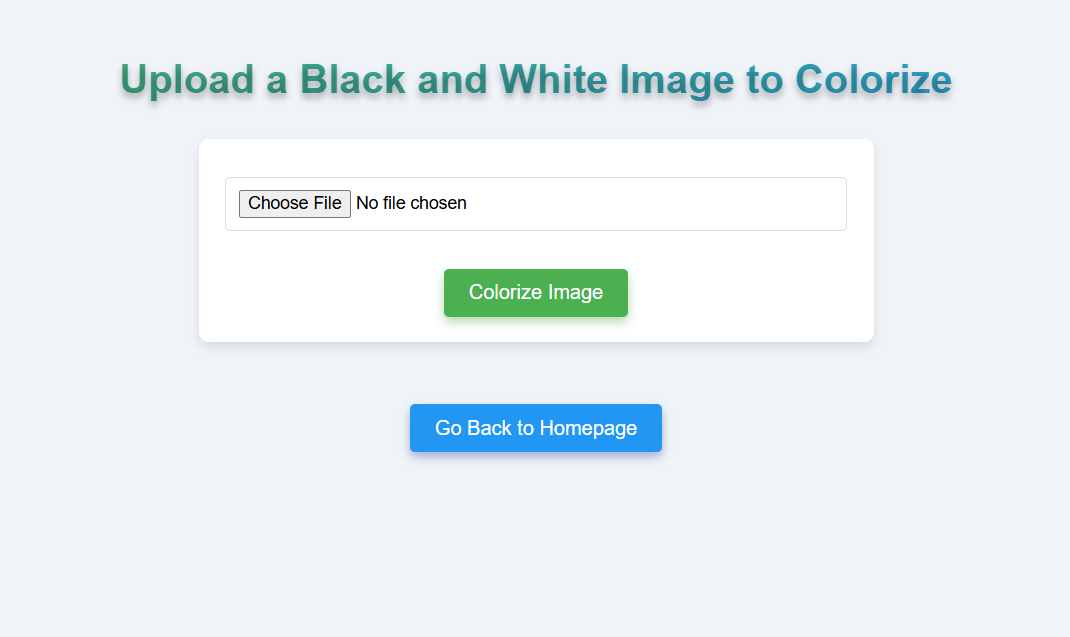 Upload a Black and White Image to Colorize
Choose File No file chosen
Colorize Image
Go Back to Homepage